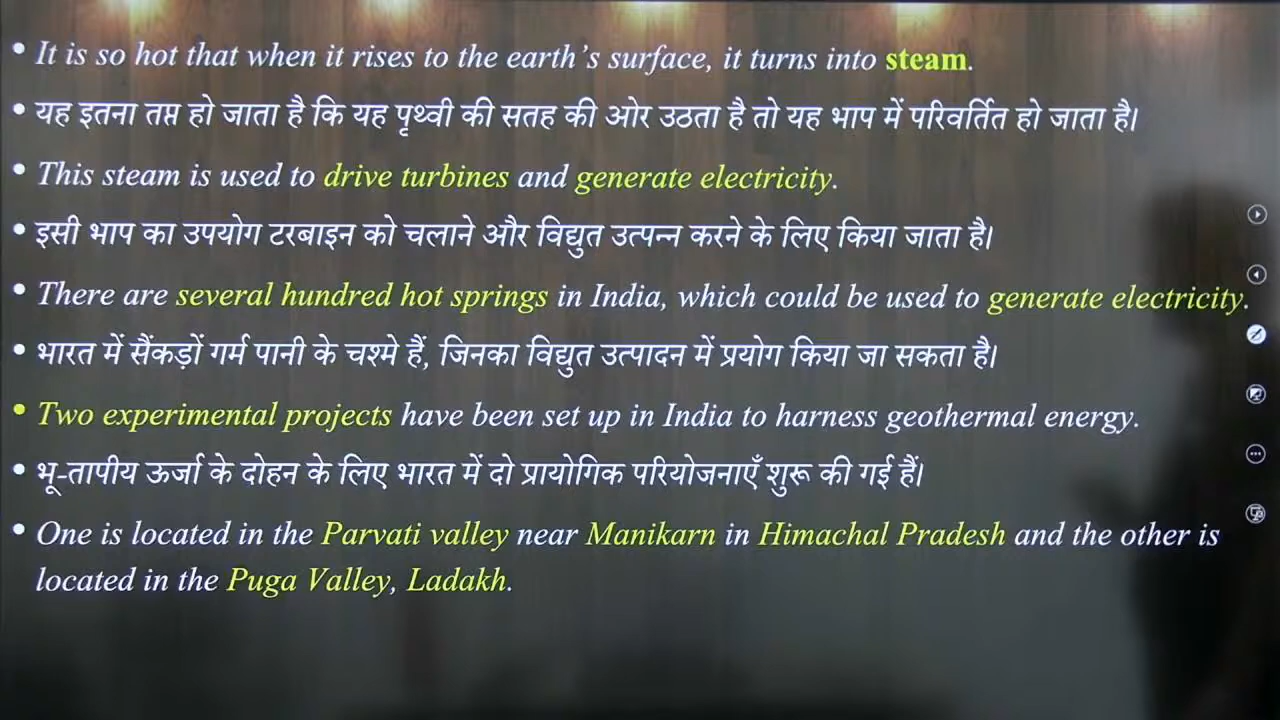 • It is so hot that when it rises to the earth's surface, it turns into steam.
• यह इतना तप्त हो जाता है कि यह पृथ्वी की सतह की ओर उठता है तो यह भाप में परिवर्तित हो जाता है।
• This steam is used to drive turbines and generate electricity.
• इसी भाप का उपयोग टरबाइन को चलाने और विद्युत उत्पन्न करने के लिए किया जाता है।
• There are several hundred hot springs in India, which could be used to generate electricity.
• भारत में सैंकड़ों गर्म पानी के चश्मे हैं, जिनका विद्युत उत्पादन में प्रयोग किया जा सकता है।
• Two experimental projects have been set up in India to harness geothermal energy.
• भू-तापीय ऊर्जा के दोहन के लिए भारत में दो प्रायोगिक परियोजनाएँ शुरू की गई हैं।
• One is located in the Parvati valley near Manikarn in Himachal Pradesh and the other is
located in the Puga Valley, Ladakh.